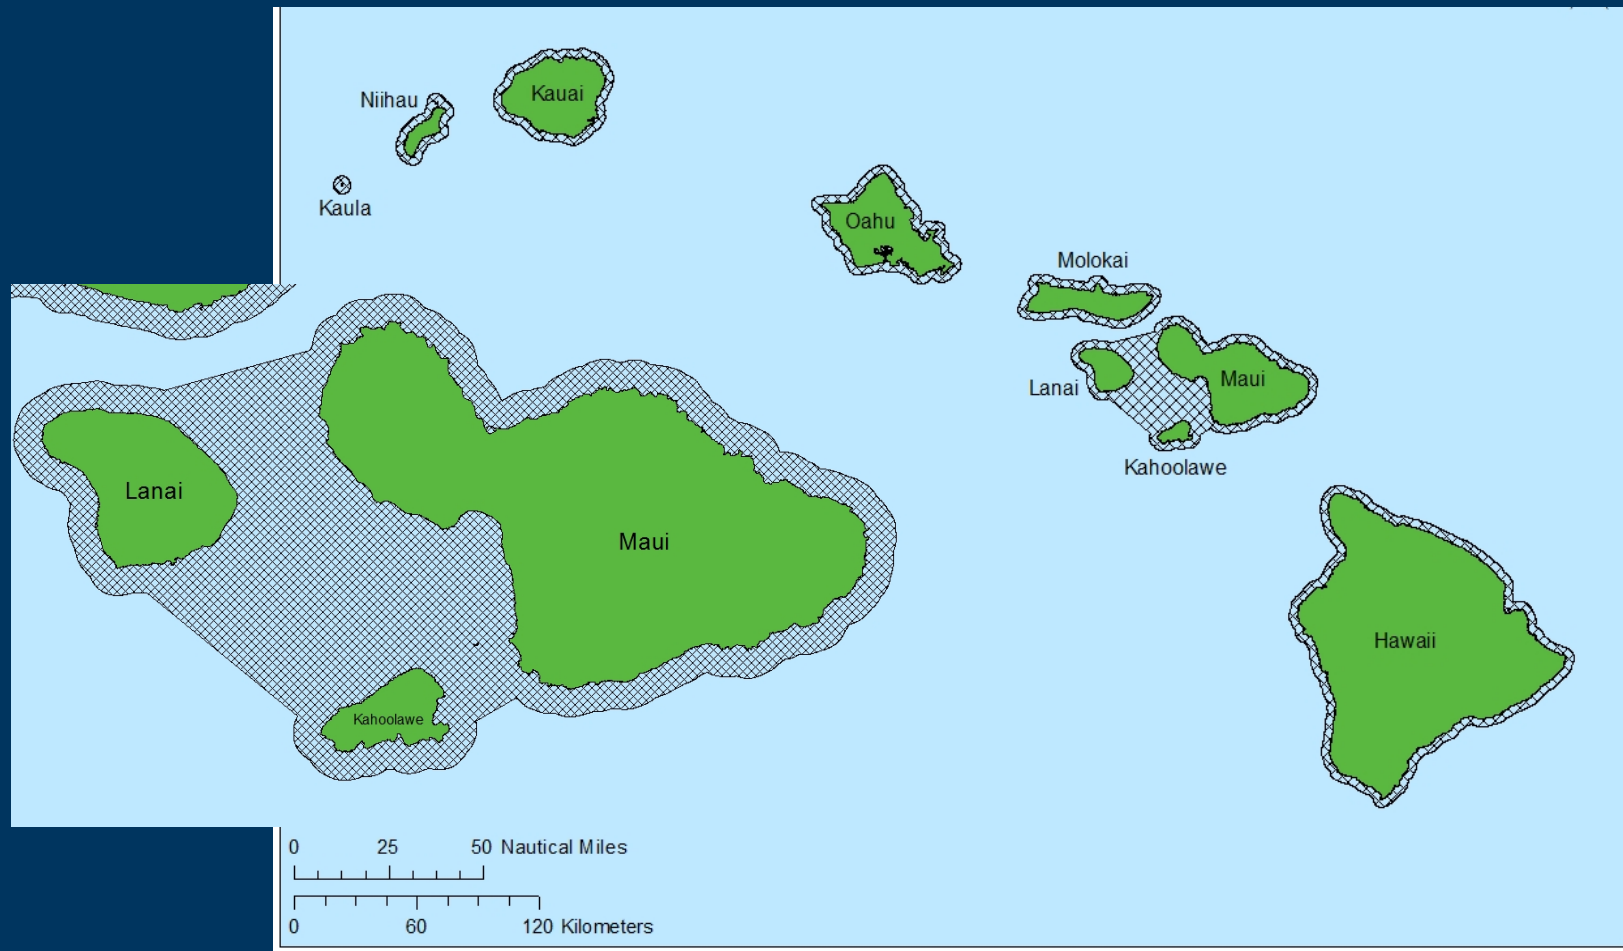 Kauai
Niihau
Kaula
Oahu
Molokai
Lanai
Maui
Kahoolawe
Hawaii
Lanai
Maui
Kahoolawe
0 25 50 Nautical Miles
0 60 120 Kilometers